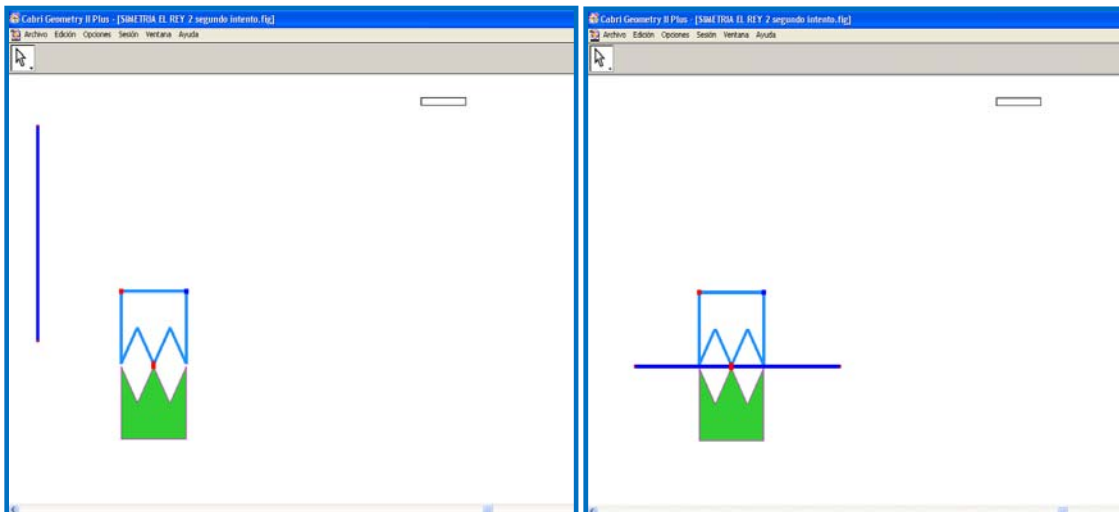 Cabri Geometry II Plus - [SIMETRIA EL REY 2 segundo intento.fig]
Archivo Edición Opciones Sesión Ventana Ayuda
Cabri Geometry II Plus - [SIMETRIA EL REY 2 segundo intento.fig]
Archivo Edición Opciones Sesión Ventana Ayuda